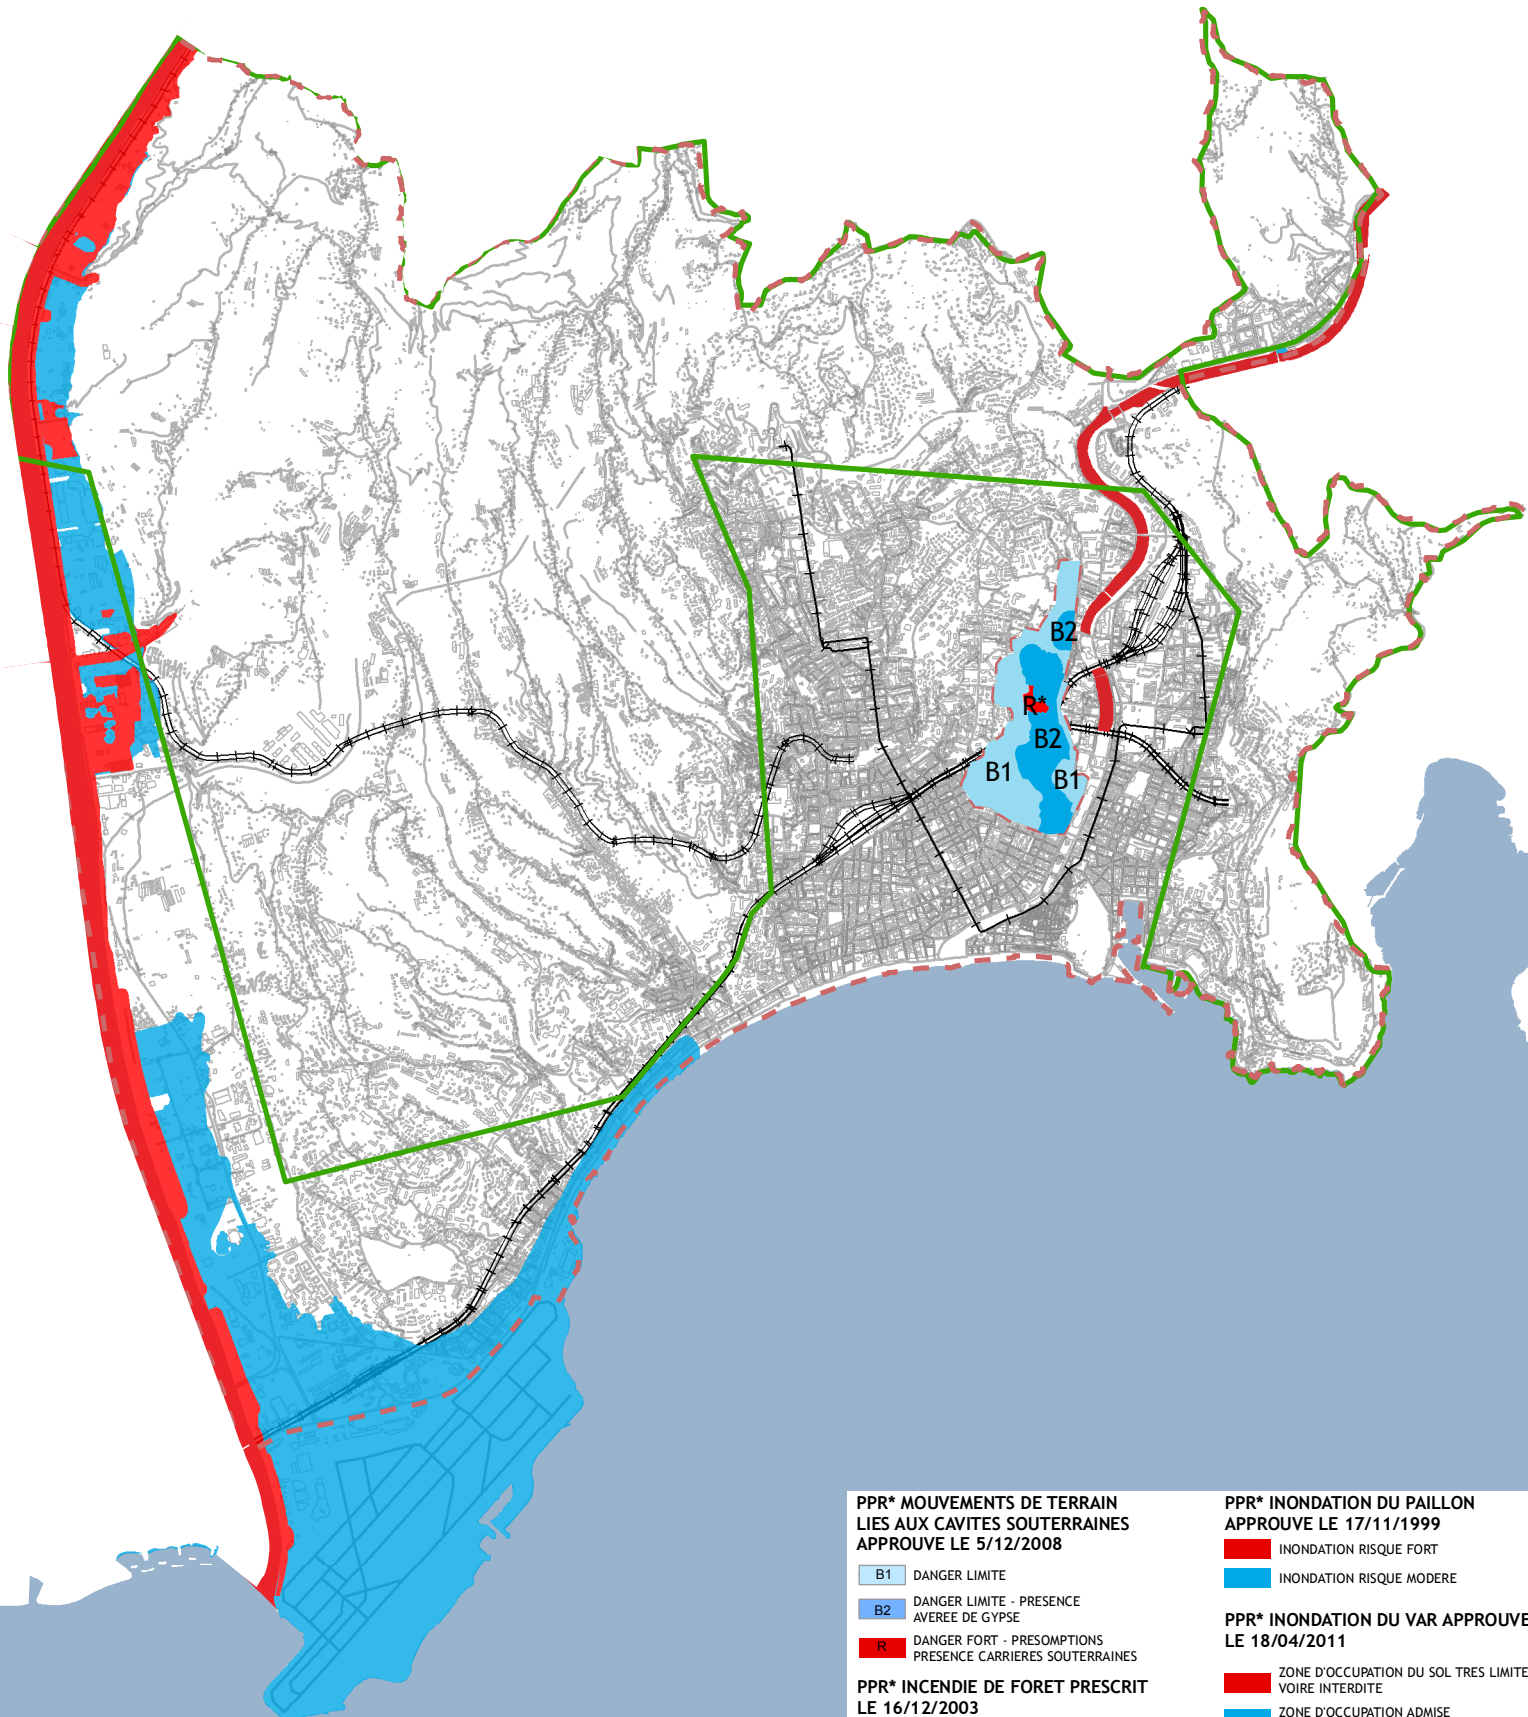 B2
R*
B2
B1
B1
PPR* MOUVEMENTS DE TERRAIN
LIES AUX CAVITES SOUTERRAINES
APPROUVE LE 5/12/2008
B1 DANGER LIMITE
B2 DANGER LIMITE - PRESENCE
AVEREE DE GYPSE
R DANGER FORT - PRESOMPTIONS
PRESENCE CARRIERES SOUTERRAINES
PPR* INCENDIE DE FORET PRESCRIT
LE 16/12/2003
PPR* INONDATION DU PAILLON
APPROUVE LE 17/11/1999
INONDATION RISQUE FORT
INONDATION RISQUE MODERE
PPR* INONDATION DU VAR APPROUVE
LE 18/04/2011
ZONE D'OCCUPATION DU SOL TRES LIMITE
VOIRE INTERDITE
ZONE D'OCCUPATION ADMISE